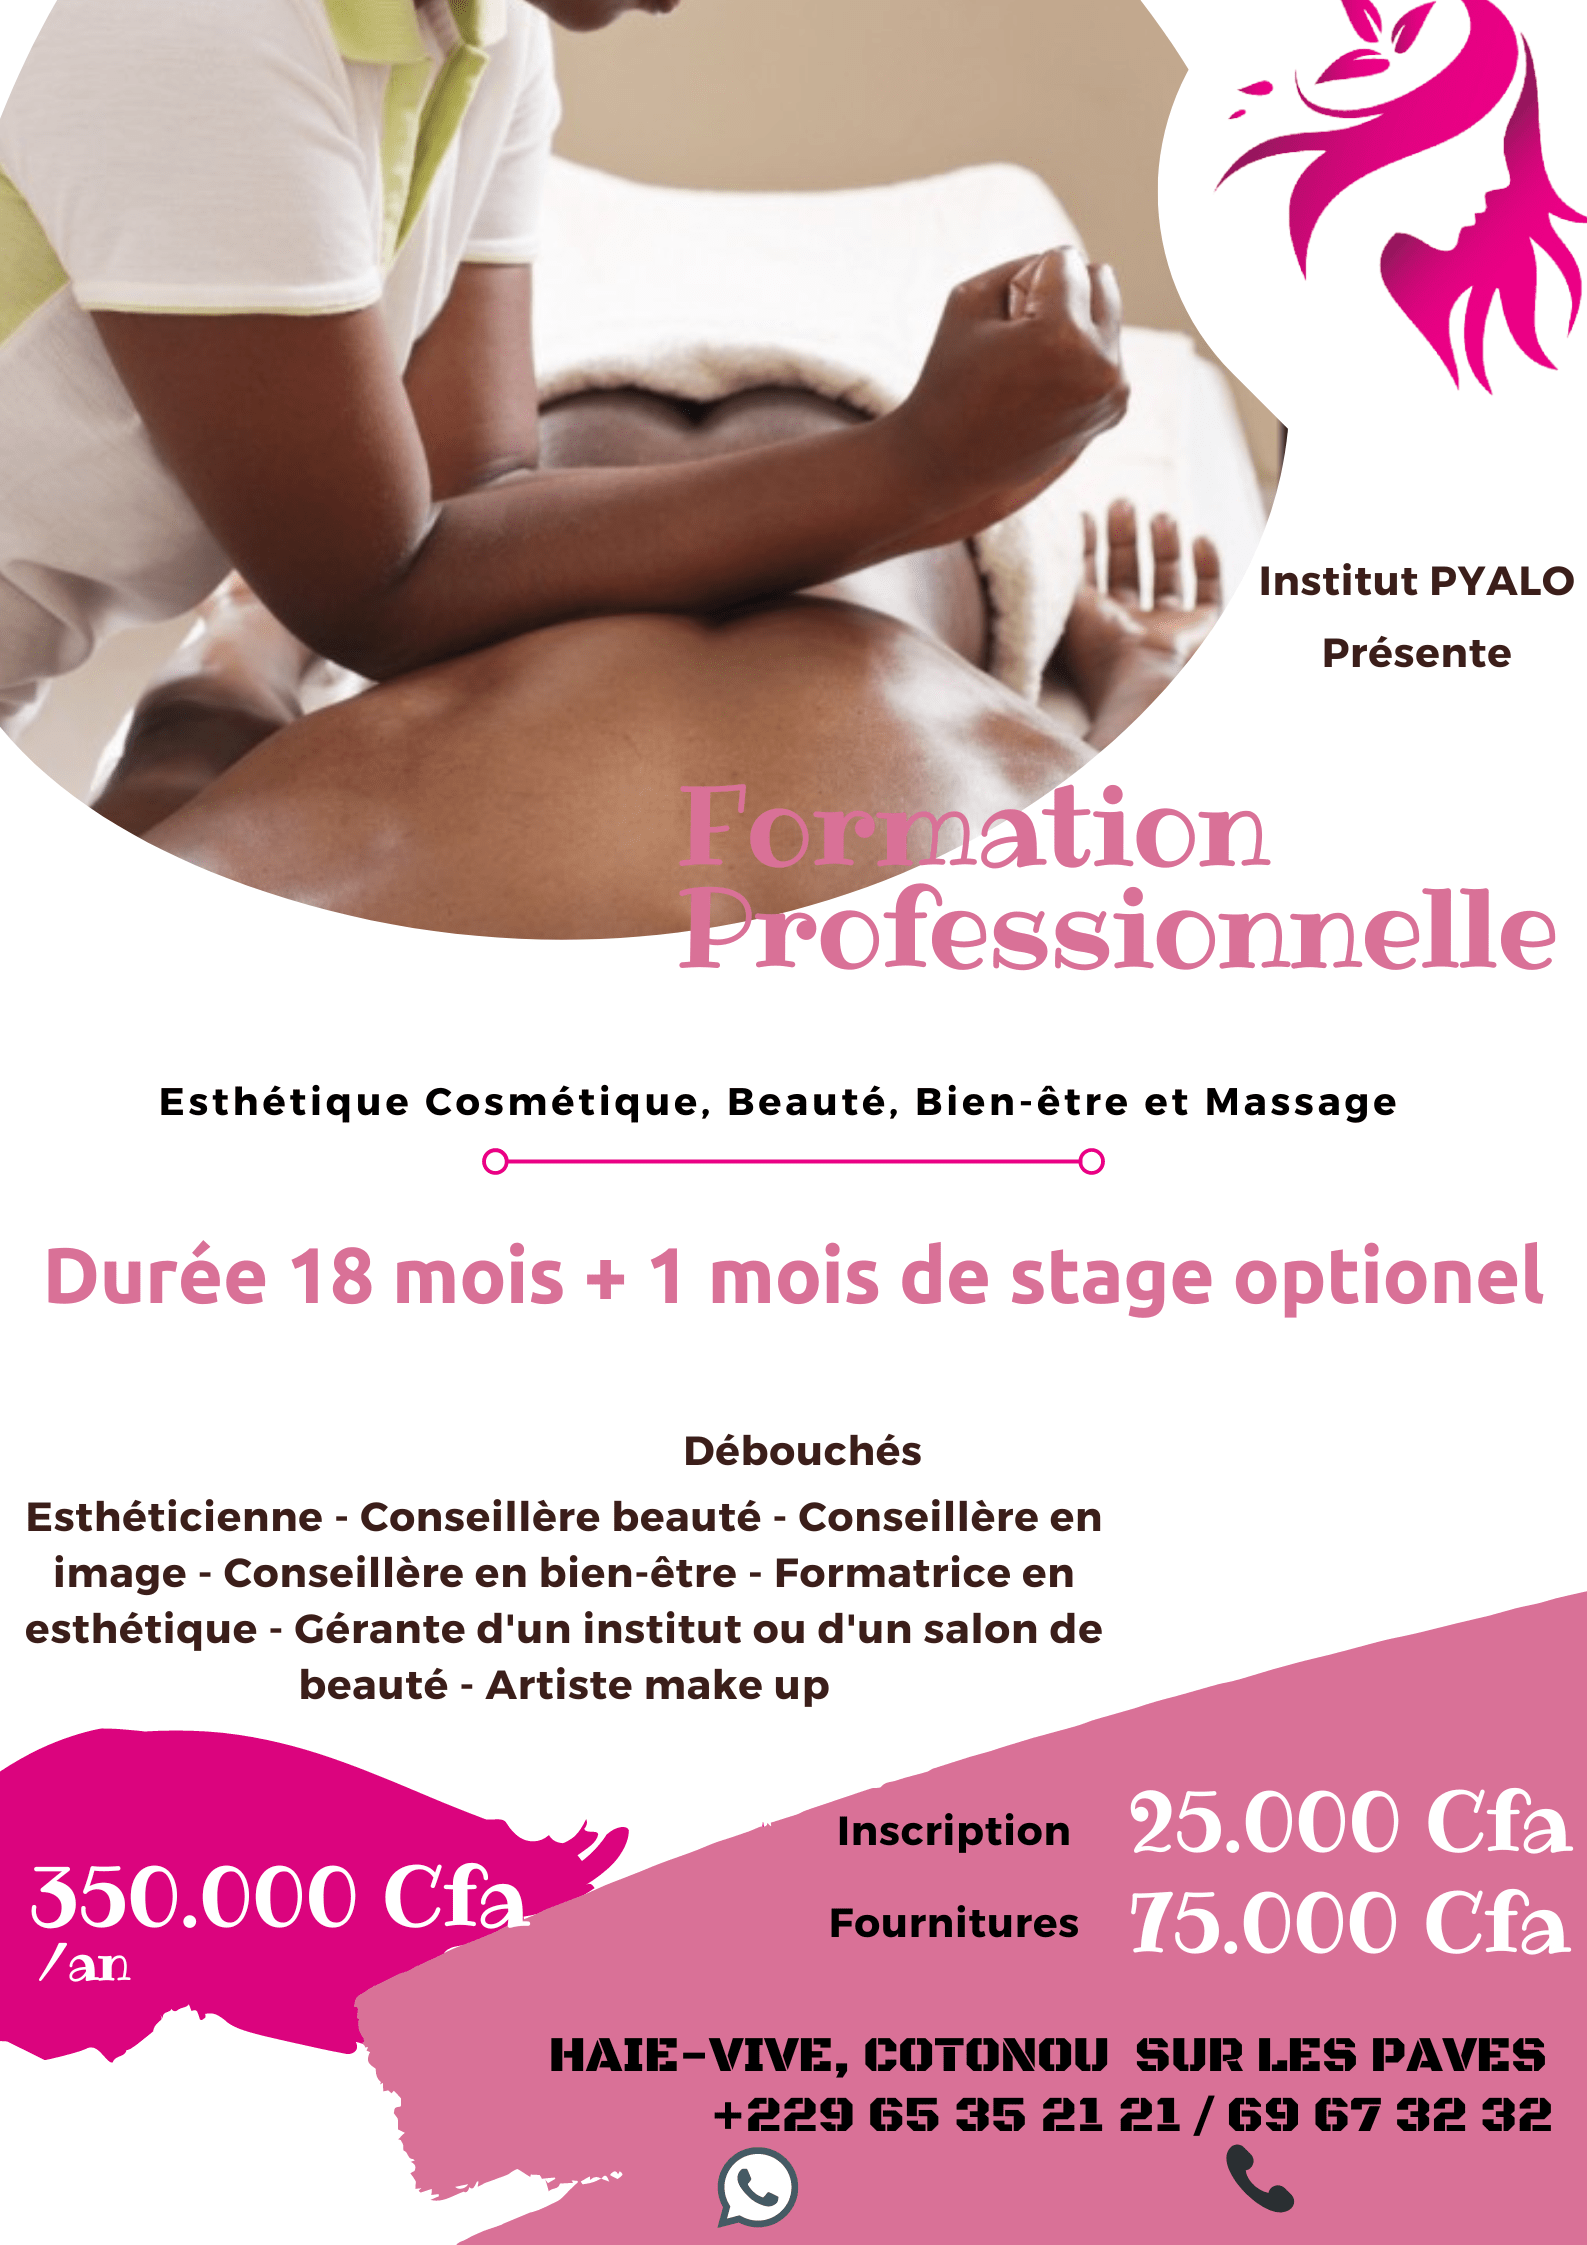 Institut PYALO
Présente
Formation
Professionnelle
Esthétique Cosmétique, Beauté, Bien-être et Massage
Durée 18 mois + 1 mois de stage optionel
Débouchés
Esthéticienne - Conseillère beauté - Conseillère en
image - Conseillère en bien-être - Formatrice en
esthétique - Gérante d'un institut ou d'un salon de
beauté - Artiste make up
350.000 Cfa
/an
Inscription 25.000 Cfa
Fournitures 75.000 Cfa
HAIE-VIVE, COTONOU SUR LES PAVES
+229 65 35 21 21 / 69 67 32 32